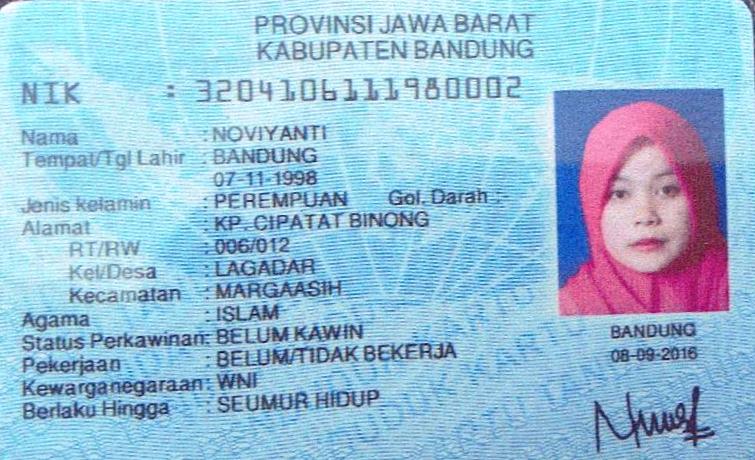 PROVINSI JAWA BARAT
KABUPATEN BANDUNG
NIK : 3204106111980002
Nama : NOVIYANTI
Tempat/Tgl Lahir : BANDUNG
07-11-1998
Jenis kelamin : PEREMPUAN Gol. Darah :-
Alamat : KP. CIPATAT BINONG
RT/RW : 006/012
Kel/Desa : LAGADAR
Kecamatan : MARGAASIH
Agama : ISLAM
Status Perkawinan: BELUM KAWIN
Pekerjaan : BELUM/TIDAK BEKERJA
Kewarganegaraan: WNI
Berlaku Hingga : SEUMUR HIDUP
BANDUNG
08-09-2016